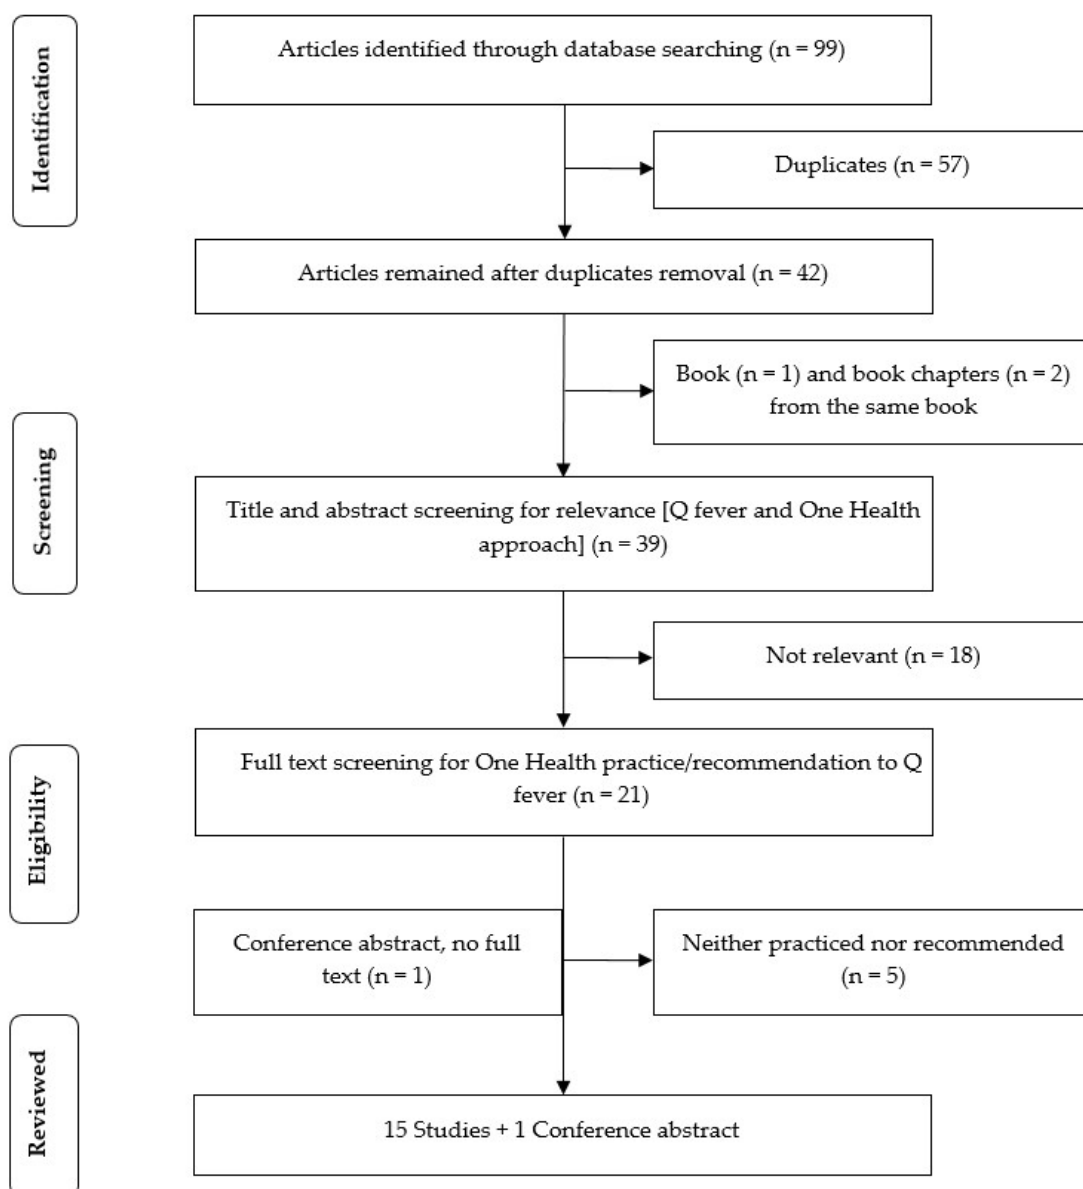 Identification
Articles identified through database searching (n = 99)
Duplicates (n = 57)
Articles remained after duplicates removal (n = 42)
Screening
Book (n = 1) and book chapters (n = 2)
from the same book
Title and abstract screening for relevance [Q fever and One Health
approach] (n = 39)
Not relevant (n = 18)
Eligibility
Full text screening for One Health practice/recommendation to Q
fever (n = 21)
Conference abstract, no full
text (n = 1)
Neither practiced nor recommended
(n = 5)
Reviewed
15 Studies + 1 Conference abstract